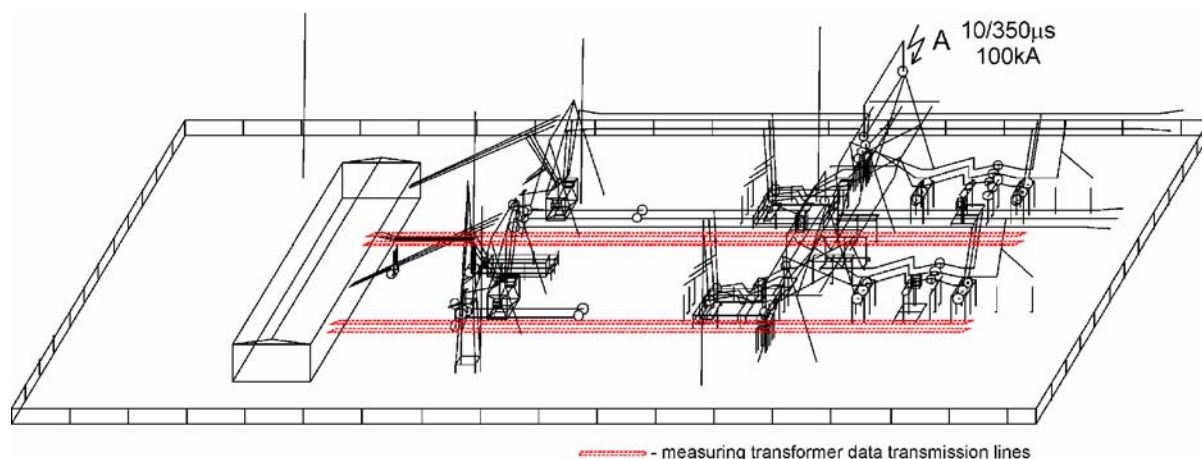 A 10/350μs
100kA
- measuring transformer data transmission lines